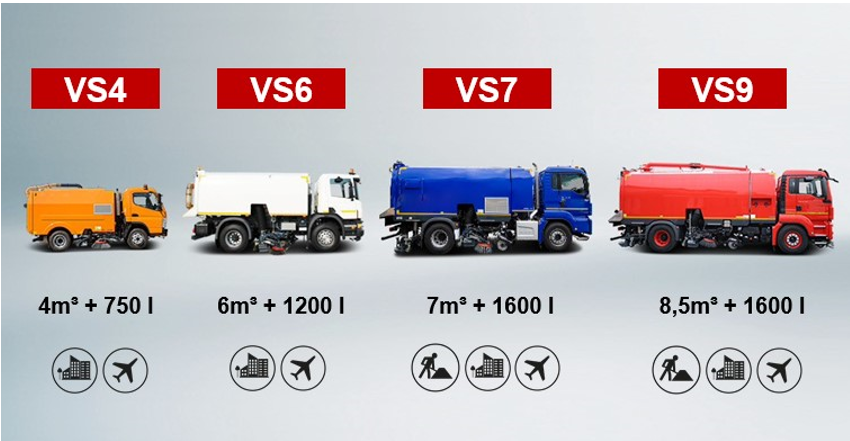 VS4
VS6
VS7
VS9
4m³ + 750 l
6m³ + 1200 l
7m³ + 1600 l
8,5m³ + 1600 l